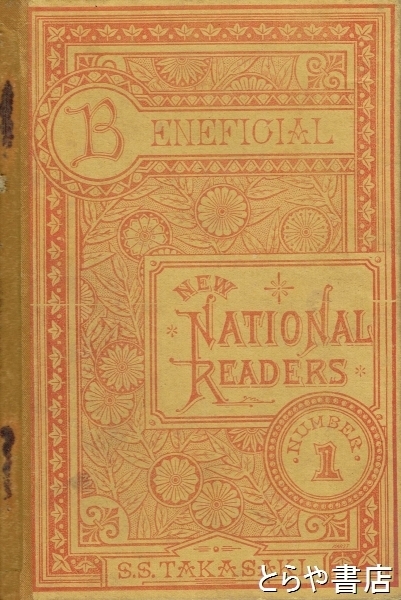 BENEFICIAL
NEW
NATIONAL
READERS
NUMBER
1
S.S. TAKASAKI
とらや書店